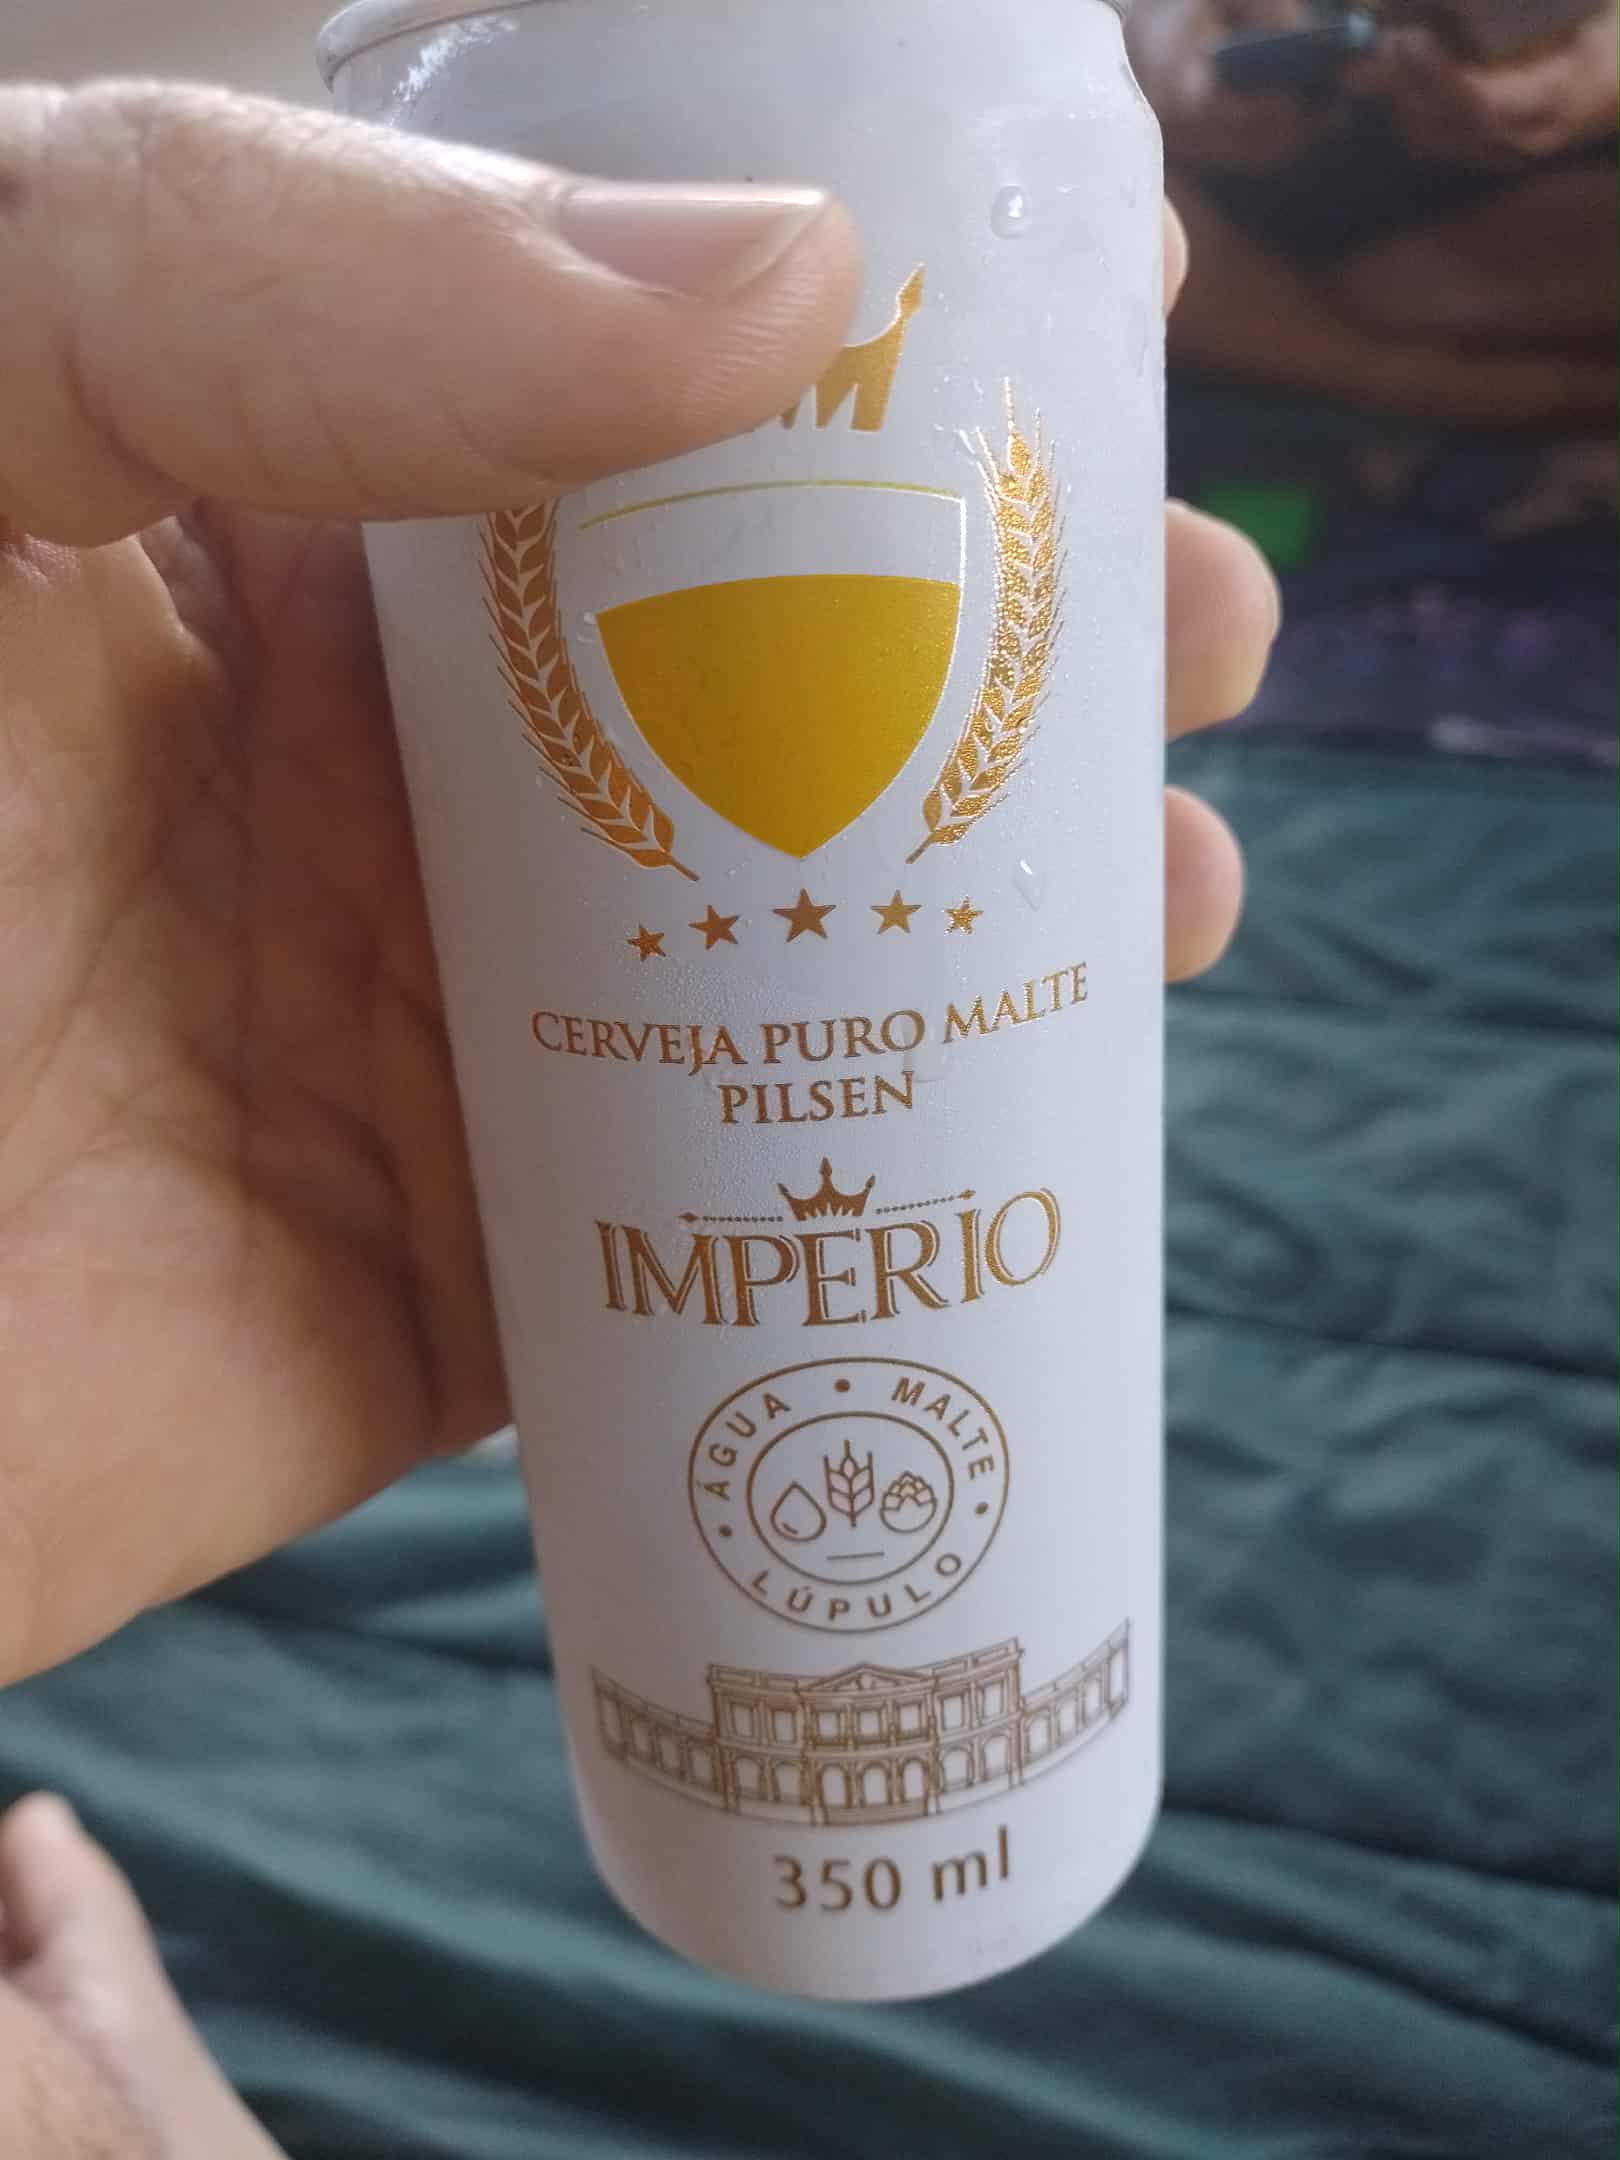 CERVEJA PURO MALTE
PILSEN
IMPERIO
ÁGUA • MALTE •
LÚPULO •
350 ml